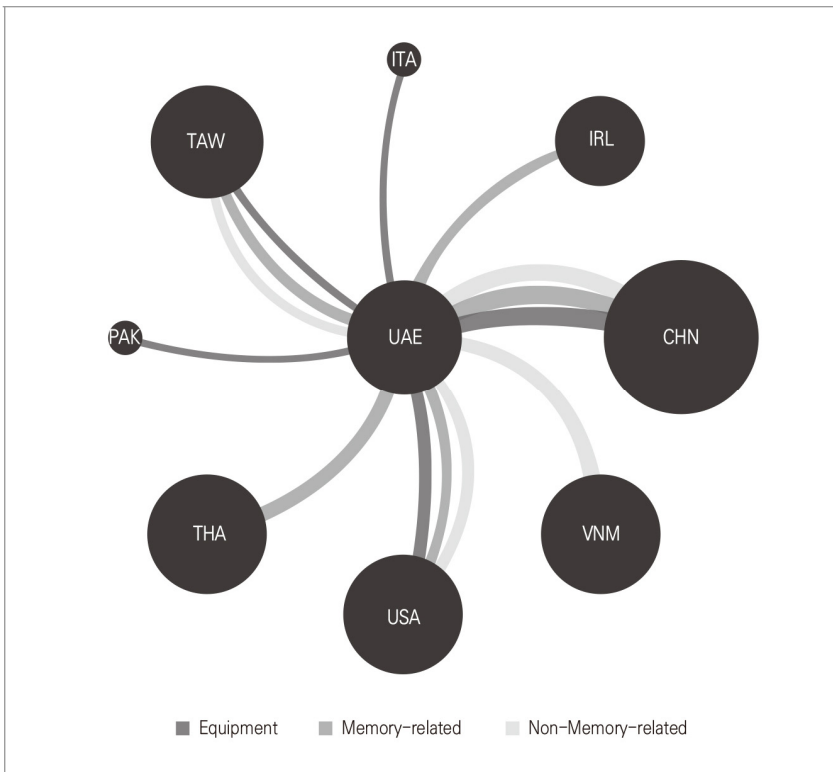 ITA
TAW
IRL
PAK
UAE
CHN
THA
VNM
USA
Equipment Memory-related Non-Memory-related